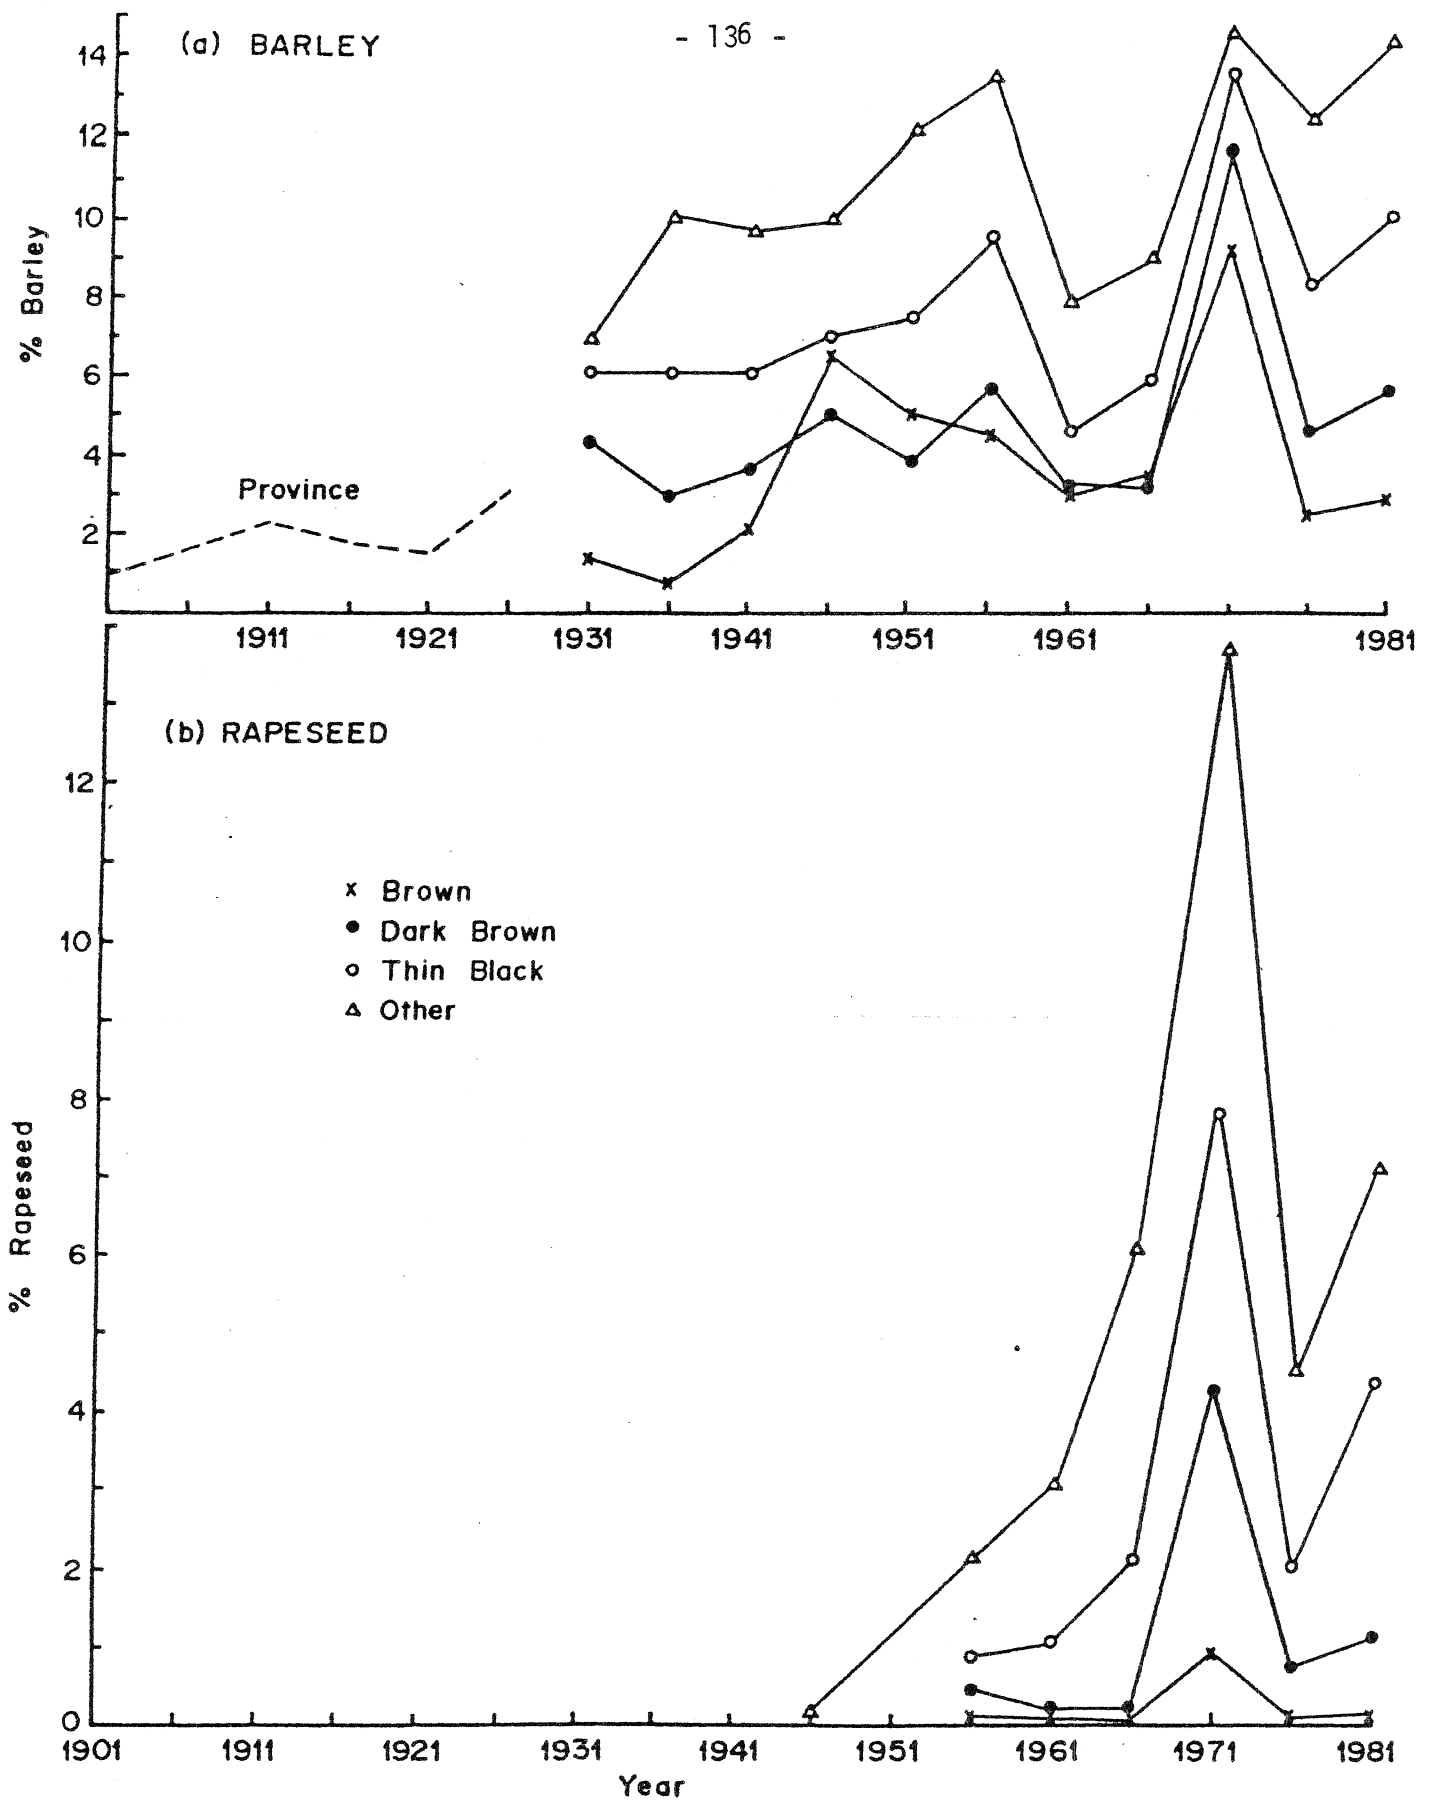 - 136 -
(a) BARLEY
14
12
10
8
6
4
2
% Barley
Province
1911 1921 1931 1941 1951 1961 1981
(b) RAPESEED
12
10
8
6
4
2
0
% Rapeseed
x Brown
● Dark Brown
○ Thin Black
△ Other
1901 1911 1921 1931 1941 1951 1961 1971 1981
Year